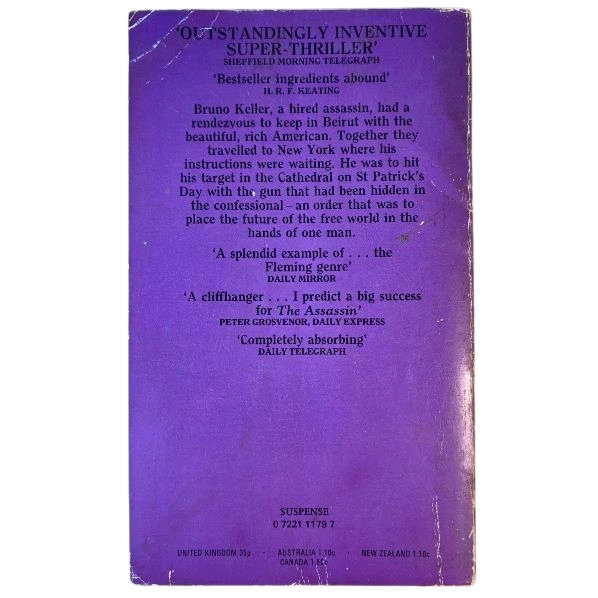 'OUTSTANDINGLY INVENTIVE
SUPER-THRILLER'
SHEFFIELD MORNING TELEGRAPH
'Bestseller ingredients abound'
H. R. F. KEATING
Bruno Keller, a hired assassin, had a
rendezvous to keep in Beirut with the
beautiful, rich American. Together they
travelled to New York where his
instructions were waiting. He was to hit
his target in the Cathedral on St Patrick's
Day with the gun that had been hidden in
the confessional – an order that was to
place the future of the free world in the
hands of one man.
'A splendid example of . . . the
Fleming genre'
DAILY MIRROR
'A cliffhanger . . . I predict a big success
for The Assassin'
PETER GROSVENOR, DAILY EXPRESS
'Completely absorbing'
DAILY TELEGRAPH
SUSPENSE
0 7221 1179 7
UNITED KINGDOM 35p · AUSTRALIA 1.10c · NEW ZEALAND 1.10c
CANADA